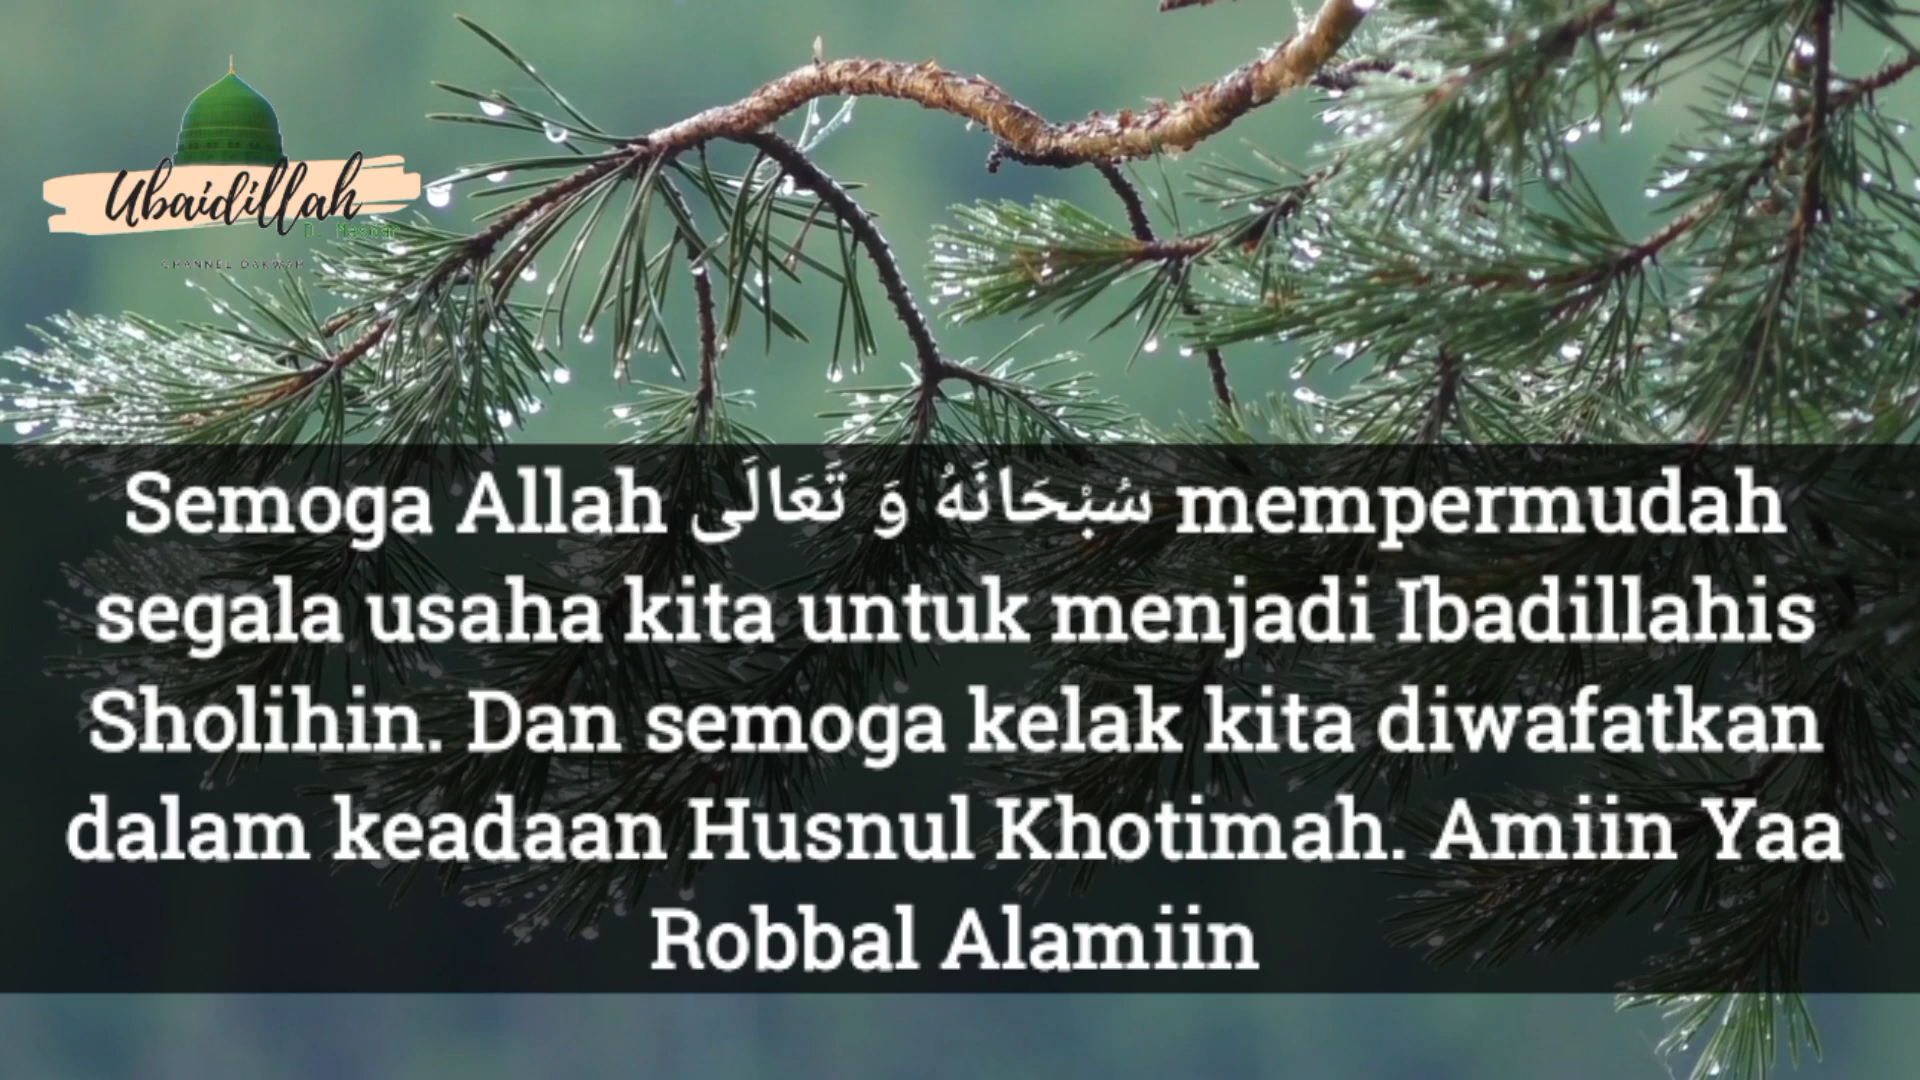 Ubaidillah
CHANNEL DAKWAH
Semoga Allah سُبْحَانَهُ وَ تَعَالَى mempermudah
segala usaha kita untuk menjadi Ibadillahis
Sholihin. Dan semoga kelak kita diwafatkan
dalam keadaan Husnul Khotimah. Amiin Yaa
Robbal Alamiin